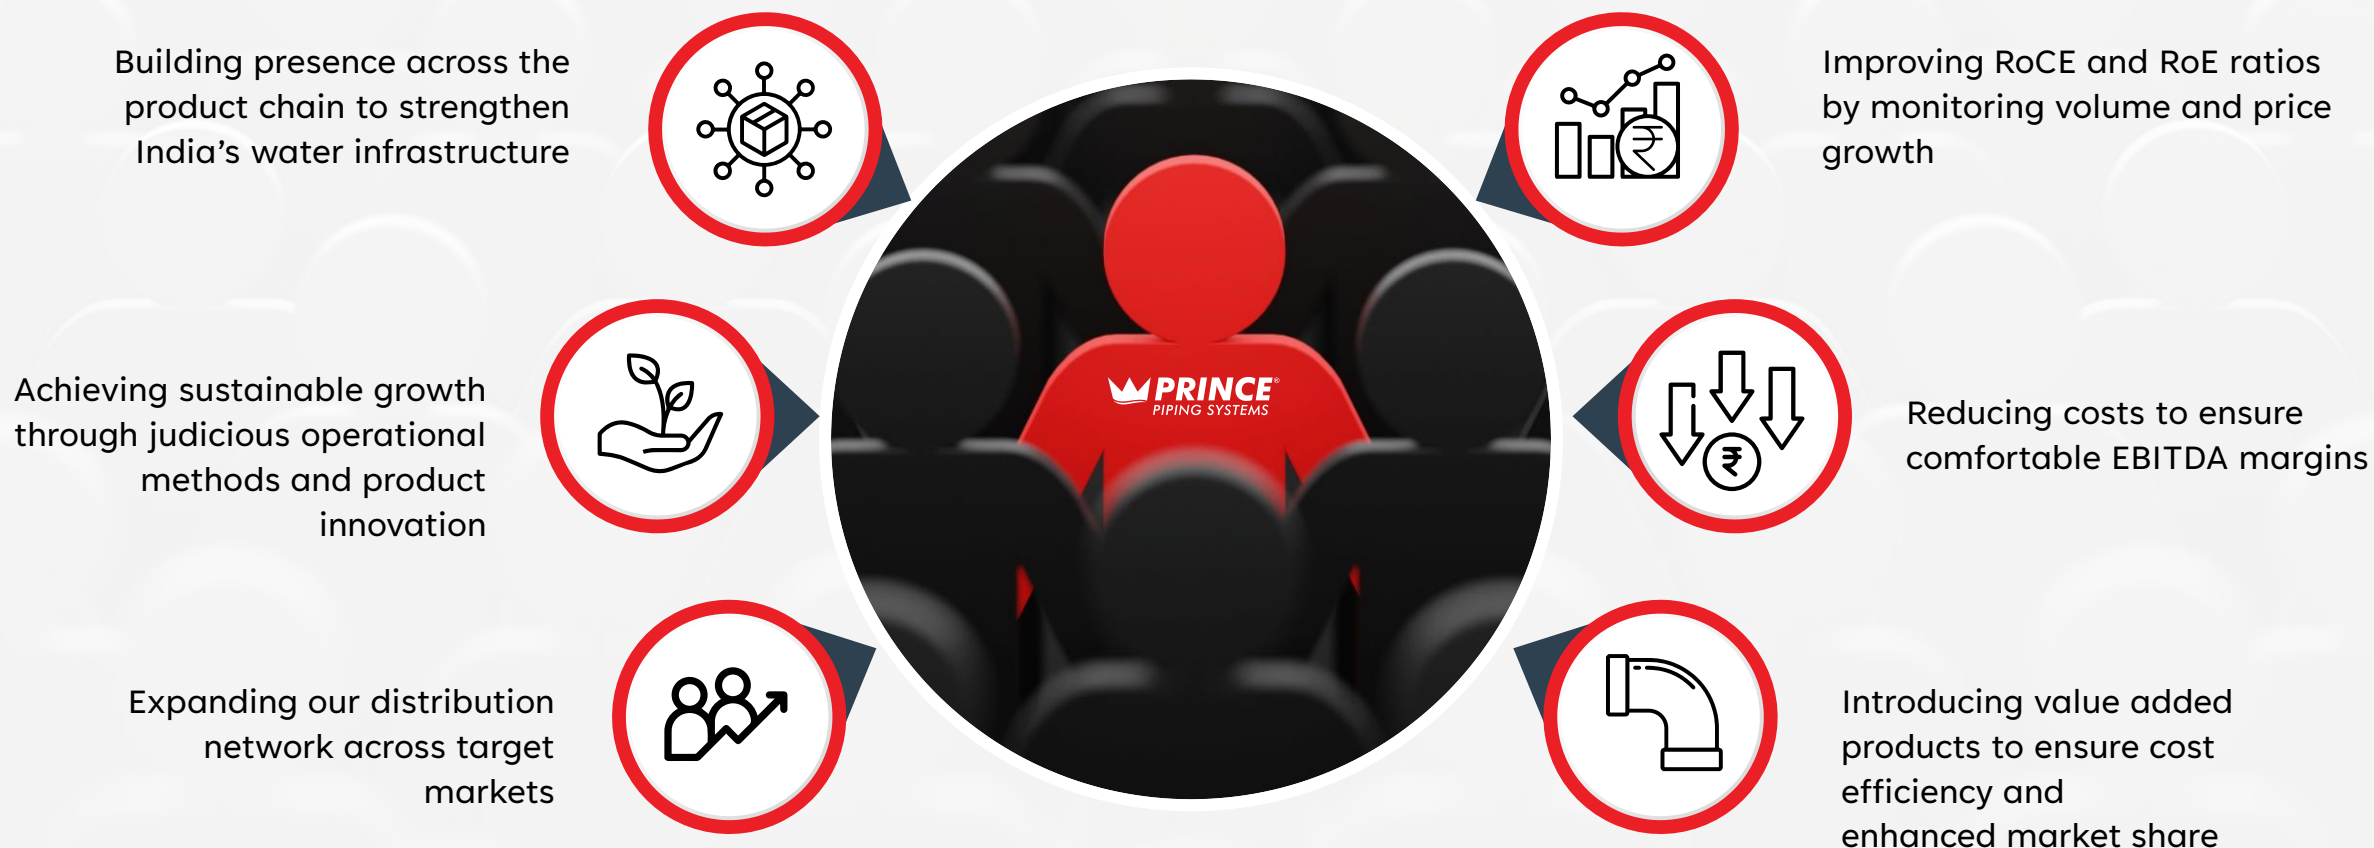 Building presence across the
product chain to strengthen
India's water infrastructure
Achieving sustainable growth
through judicious operational
methods and product
innovation
Expanding our distribution
network across target
markets
PRINCE®
PIPING SYSTEMS
Improving RoCE and RoE ratios
by monitoring volume and price
growth
₹
Reducing costs to ensure
comfortable EBITDA margins
₹
Introducing value added
products to ensure cost
efficiency and
enhanced market share